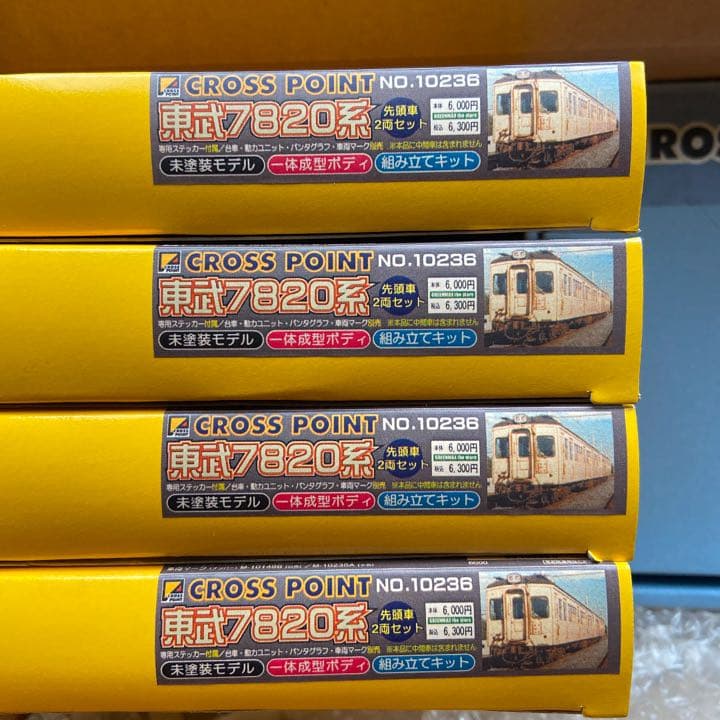 CROSS POINT NO.10236
東武7820系 先頭車 2両セット 本体 6,000円 GREENMAX the store 税込 6,300円
専用ステッカー付属/台車・動力ユニット・パンタグラフ・車両マーク別売 ※本品に中間車は含まれません
未塗装モデル 一体成型ボディ 組み立てキット
ROSS
CROSS POINT NO.10236
東武7820系 先頭車 2両セット 本体 6,000円 GREENMAX the store 税込 6,300円
専用ステッカー付属/台車・動力ユニット・パンタグラフ・車両マーク別売 ※本品に中間車は含まれません
未塗装モデル 一体成型ボディ 組み立てキット
CROSS POINT NO.10236
東武7820系 先頭車 2両セット 本体 6,000円 GREENMAX the store 税込 6,300円
専用ステッカー付属/台車・動力ユニット・パンタグラフ・車両マーク別売 ※本品に中間車は含まれません
未塗装モデル 一体成型ボディ 組み立てキット
CROSS POINT NO.10236
東武7820系 先頭車 2両セット 本体 6,000円 GREENMAX the store 税込 6,300円
専用ステッカー付属/台車・動力ユニット・パンタグラフ・車両マーク別売 ※本品に中間車は含まれません
未塗装モデル 一体成型ボディ 組み立てキット